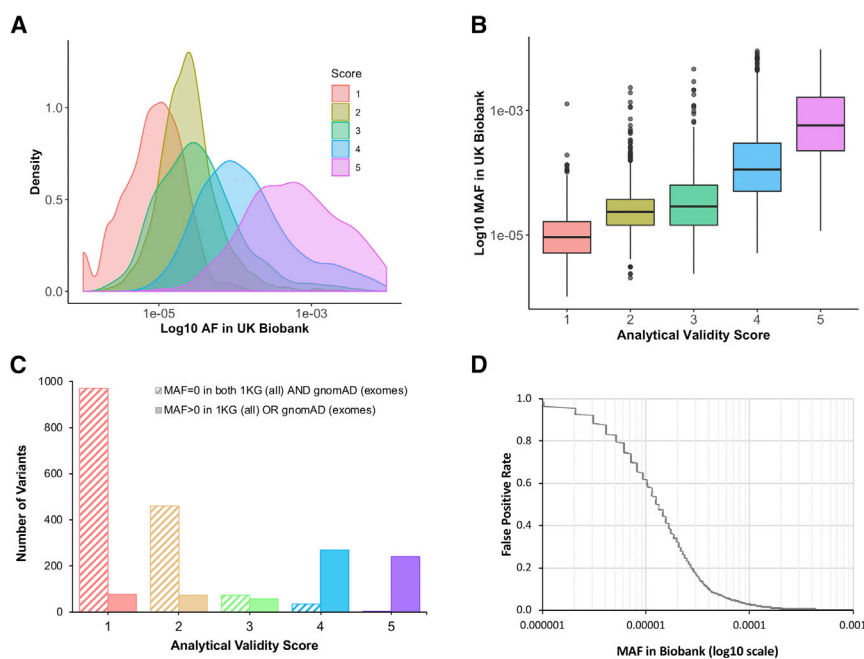 A
Density
1.0
0.5
0.0
1e-05
1e-03
Log10 AF in UK Biobank
Score
1
2
3
4
5
B
Log10 MAF in UK Biobank
1e-03
1e-05
1 2 3 4 5
Analytical Validity Score
C
Number of Variants
1000
800
600
400
200
0
MAF=0 in both 1KG (all) AND gnomAD (exomes)
MAF>0 in 1KG (all) OR gnomAD (exomes)
1 2 3 4 5
Analytical Validity Score
D
False Positive Rate
1.0
0.8
0.6
0.4
0.2
0.0
0.000001 0.00001 0.0001 0.001
MAF in Biobank (log10 scale)